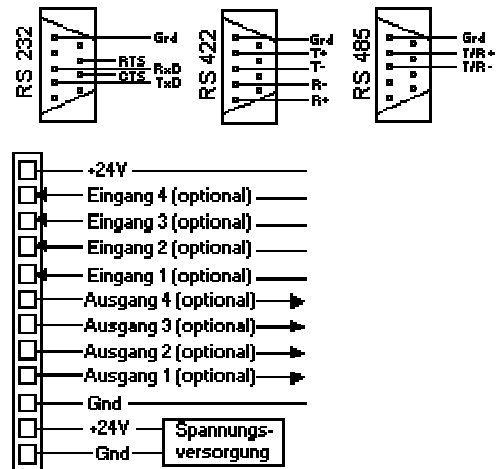 RS 232
Grd
RTS
RxD
CTS
TxD
RS 422
Grd
T+
T-
R-
R+
RS 485
Grd
T/R+
T/R-
+24V
Eingang 4 (optional)
Eingang 3 (optional)
Eingang 2 (optional)
Eingang 1 (optional)
Ausgang 4 (optional)
Ausgang 3 (optional)
Ausgang 2 (optional)
Ausgang 1 (optional)
Gnd
+24V
Gnd
Spannungs-
versorgung